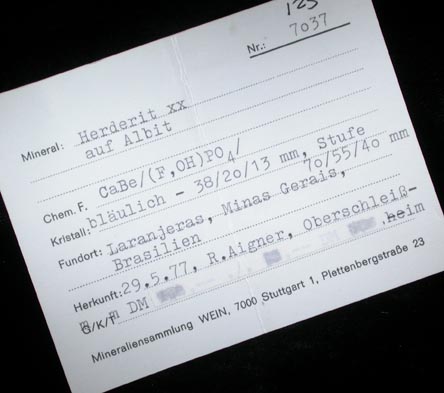 123
Nr.: 7037
Mineral: Herderit xx
auf Albit
Chem. F. CaBe/(F,OH)PO4/
Kristall: bläulich - 38/20/13 mm, Stufe
70/55/40 mm
Fundort: Laranjeras, Minas Gerais,
Brasilien
Herkunft: 29.5.77, R.Aigner, Oberschleiß-
heim
G/K/T DM
Mineraliensammlung WEIN, 7000 Stuttgart 1, Plettenbergstraße 23